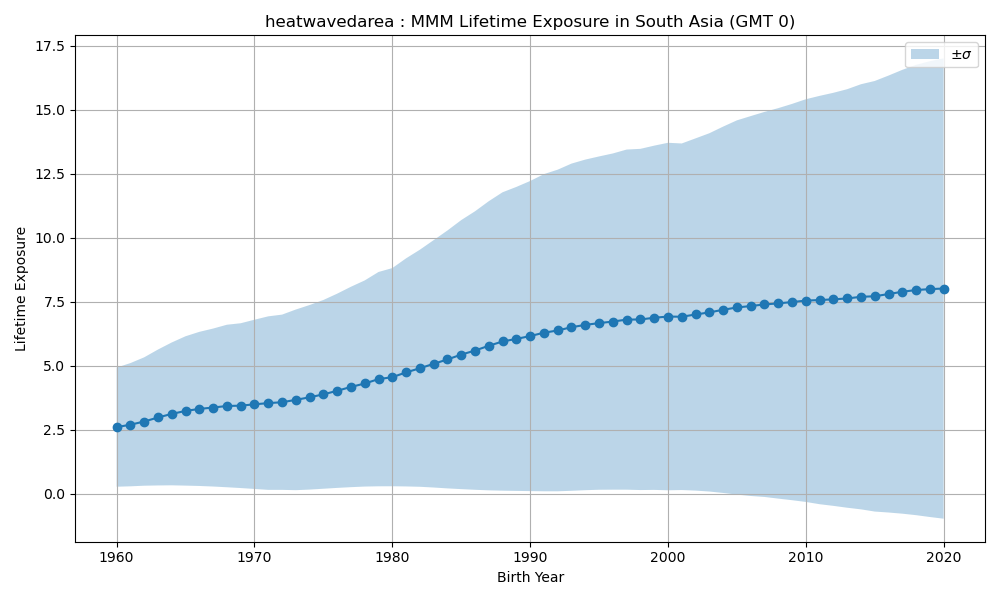 heatwavedarea : MMM Lifetime Exposure in South Asia (GMT 0)
±σ
17.5
15.0
12.5
10.0
7.5
5.0
2.5
0.0
Lifetime Exposure
1960 1970 1980 1990 2000 2010 2020
Birth Year